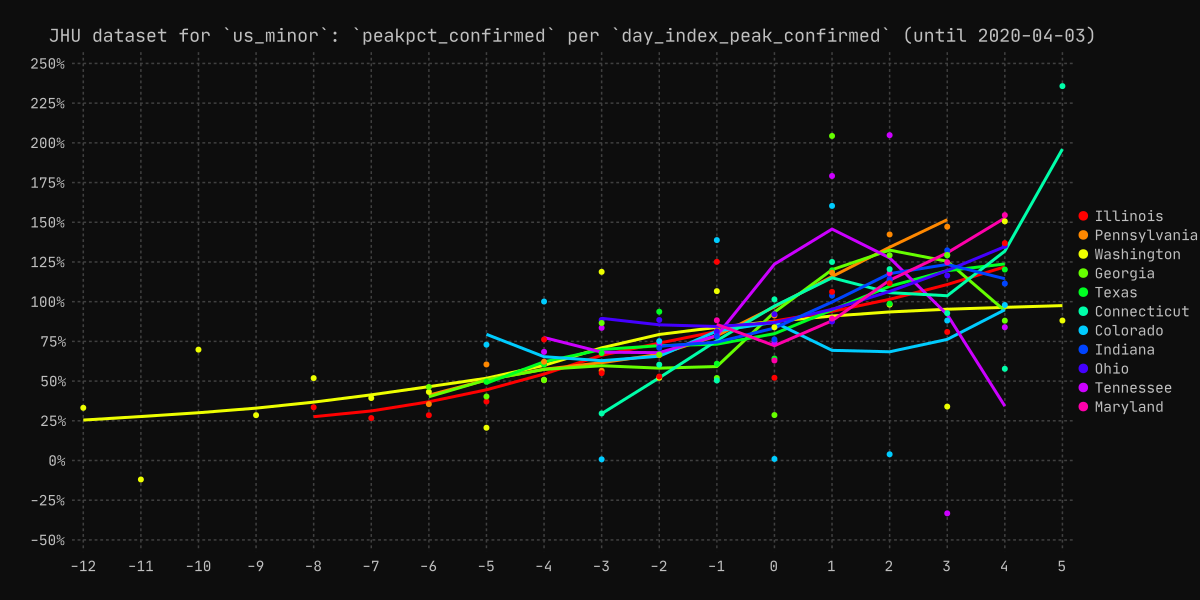 JHU dataset for `us_minor`: `peakpct_confirmed` per `day_index_peak_confirmed` (until 2020-04-03)
250%
225%
200%
175%
150%
125%
100%
75%
50%
25%
0%
-25%
-50%
-12 -11 -10 -9 -8 -7 -6 -5 -4 -3 -2 -1 0 1 2 3 4 5
Illinois
Pennsylvania
Washington
Georgia
Texas
Connecticut
Colorado
Indiana
Ohio
Tennessee
Maryland